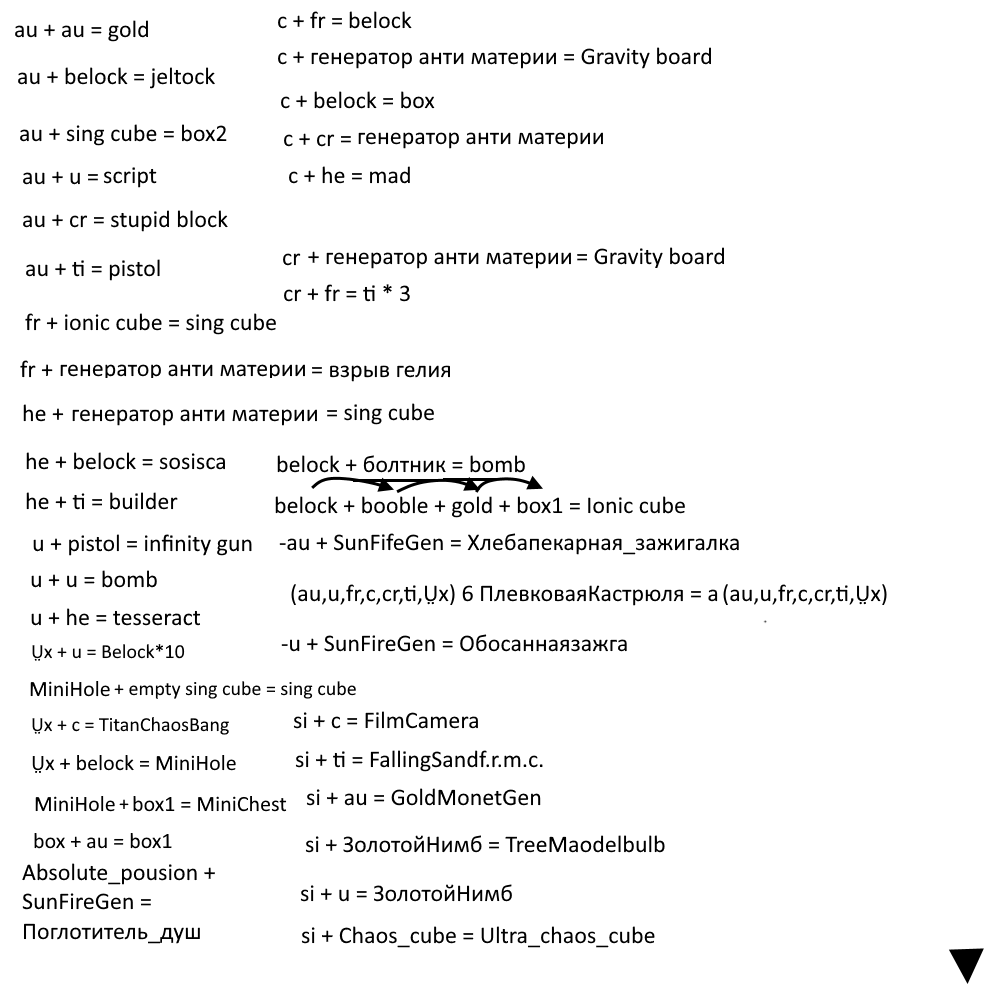 au + au = gold
au + belock = jeltock
au + sing cube = box2
au + u = script
au + cr = stupid block
au + ti = pistol
fr + ionic cube = sing cube
fr + генератор анти материи = взрыв гелия
he + генератор анти материи = sing cube
he + belock = sosisca
he + ti = builder
u + pistol = infinity gun
u + u = bomb
u + he = tesseract
Ṳx + u = Belock*10
MiniHole + empty sing cube = sing cube
Ṳx + c = TitanChaosBang
Ṳx + belock = MiniHole
MiniHole + box1 = MiniChest
box + au = box1
Absolute_pousion +
SunFireGen =
Поглотитель_душ
c + fr = belock
c + генератор анти материи = Gravity board
c + belock = box
c + cr = генератор анти материи
c + he = mad
cr + генератор анти материи = Gravity board
cr + fr = ti * 3
belock + болтник = bomb
belock + booble + gold + box1 = Ionic cube
-au + SunFifeGen = Хлебапекарная_зажигалка
(au,u,fr,c,cr,ti,Ṳx) 6 ПлевковаяКастрюля = a (au,u,fr,c,cr,ti,Ṳx)
-u + SunFireGen = Обосаннаязажга
si + c = FilmCamera
si + ti = FallingSandf.r.m.c.
si + au = GoldMonetGen
si + ЗолотойНимб = TreeMaodelbulb
si + u = ЗолотойНимб
si + Chaos_cube = Ultra_chaos_cube